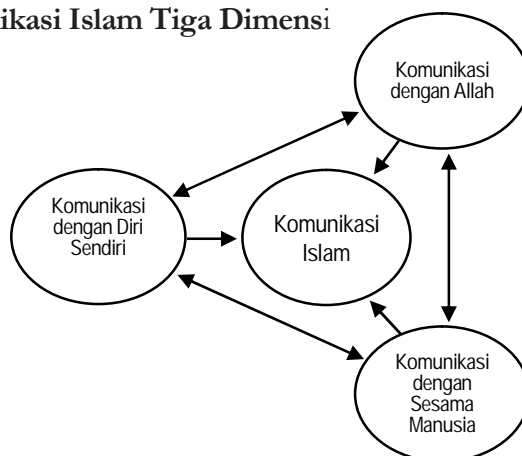 ikasi Islam Tiga Dimensi
Komunikasi
dengan Allah
Komunikasi
dengan Diri
Sendiri
Komunikasi
Islam
Komunikasi
dengan
Sesama
Manusia